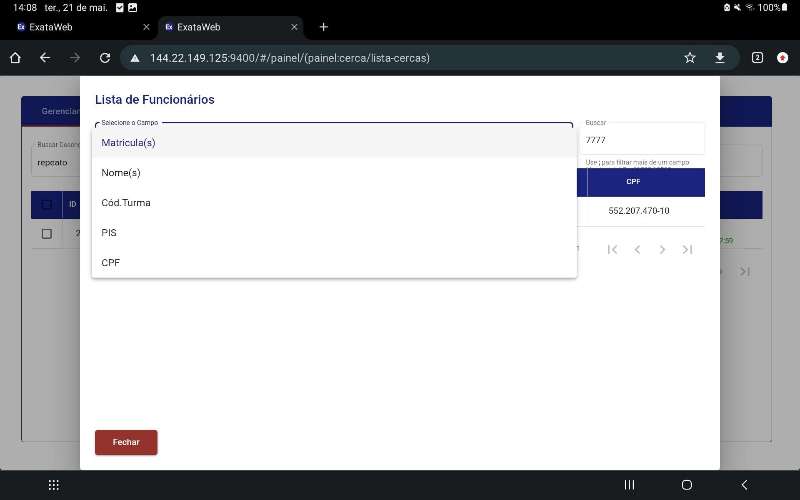 14:08 ter., 21 de mai. 100%
ExataWeb
ExataWeb
144.22.149.125:9400/#/painel/(painel:cerca/lista-cercas)
2
Lista de Funcionários
Gerenciar
Selecione o Campo
Buscar
Matricula(s)
7777
Buscar
repeato
Use ; para filtrar mais de um campo
Nome(s)
CPF
ID
Cód.Turma
552.207.470-10
2
PIS
CPF
Fechar